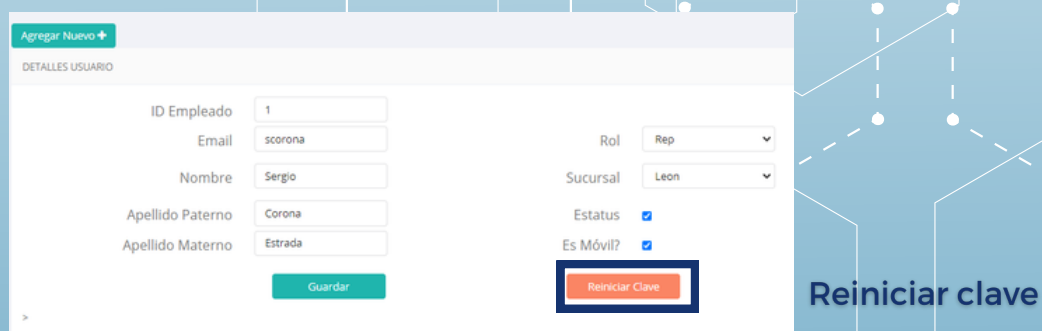 Agregar Nuevo +
DETALLES USUARIO
ID Empleado 1
Email scorona Rol Rep
Nombre Sergio Sucursal Leon
Apellido Paterno Corona Estatus
Apellido Materno Estrada Es Móvil?
Guardar Reiniciar Clave
Reiniciar clave
>